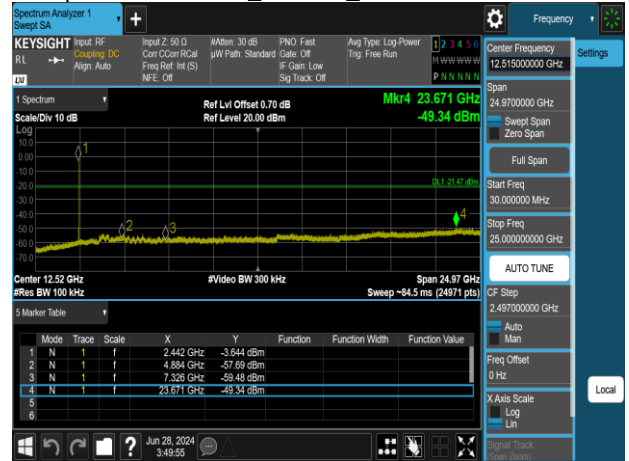 Spectrum Analyzer 1
Swept SA
+
Frequency
KEYSIGHT Input: RF Input Z: 50 Ω #Atten: 30 dB PNO: Fast Avg Type: Log-Power 1 2 3 4 5 6
RL Coupling: DC Corr CCorr RCal µW Path: Standard Gate: Off Trig: Free Run M W W W W W
Align: Auto Freq Ref: Int (S) IF Gain: Low P N N N N N
LXI NFE: Off Sig Track: Off
1 Spectrum Ref Lvl Offset 0.70 dB Mkr4 23.671 GHz
Scale/Div 10 dB Ref Level 20.00 dBm -49.34 dBm
Log
10.0
0.00
-10.0
-20.0
-30.0
-40.0
-50.0
-60.0
-70.0
1
2
3
4
DL1 -21.47 dBm
Center 12.52 GHz #Video BW 300 kHz Span 24.97 GHz
#Res BW 100 kHz Sweep ~84.5 ms (24971 pts)
5 Marker Table
Mode Trace Scale X Y Function Function Width Function Value
1 N 1 f 2.442 GHz -3.644 dBm
2 N 1 f 4.884 GHz -57.69 dBm
3 N 1 f 7.326 GHz -59.48 dBm
4 N 1 f 23.671 GHz -49.34 dBm
5
6
? Jun 28, 2024
3:49:55
Center Frequency
12.515000000 GHz
Settings
Span
24.9700000 GHz
Swept Span
Zero Span
Full Span
Start Freq
30.000000 MHz
Stop Freq
25.000000000 GHz
AUTO TUNE
CF Step
2.497000000 GHz
Auto
Man
Freq Offset
0 Hz
X Axis Scale
Log
Lin
Local
Signal Track
(Span Zoom)